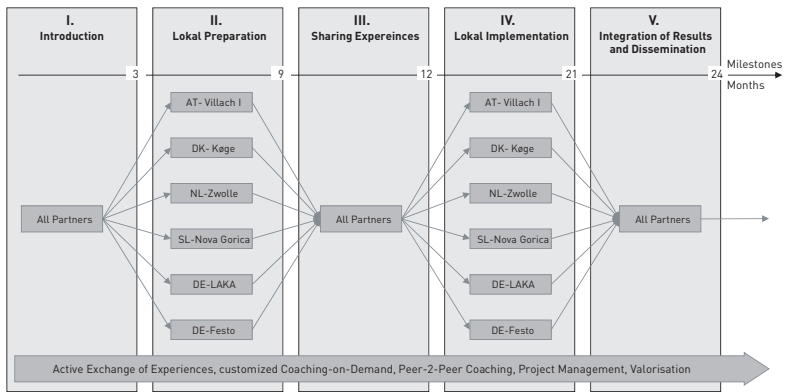 I.
Introduction
II.
Lokal Preparation
III.
Sharing Expereinces
IV.
Lokal Implementation
V.
Integration of Results
and Dissemination
3
9
12
21
24
Milestones
Months
All Partners
AT- Villach I
DK- Køge
NL-Zwolle
SL-Nova Gorica
DE-LAKA
DE-Festo
All Partners
AT- Villach I
DK- Køge
NL-Zwolle
SL-Nova Gorica
DE-LAKA
DE-Festo
All Partners
Active Exchange of Experiences, customized Coaching-on-Demand, Peer-2-Peer Coaching, Project Management, Valorisation